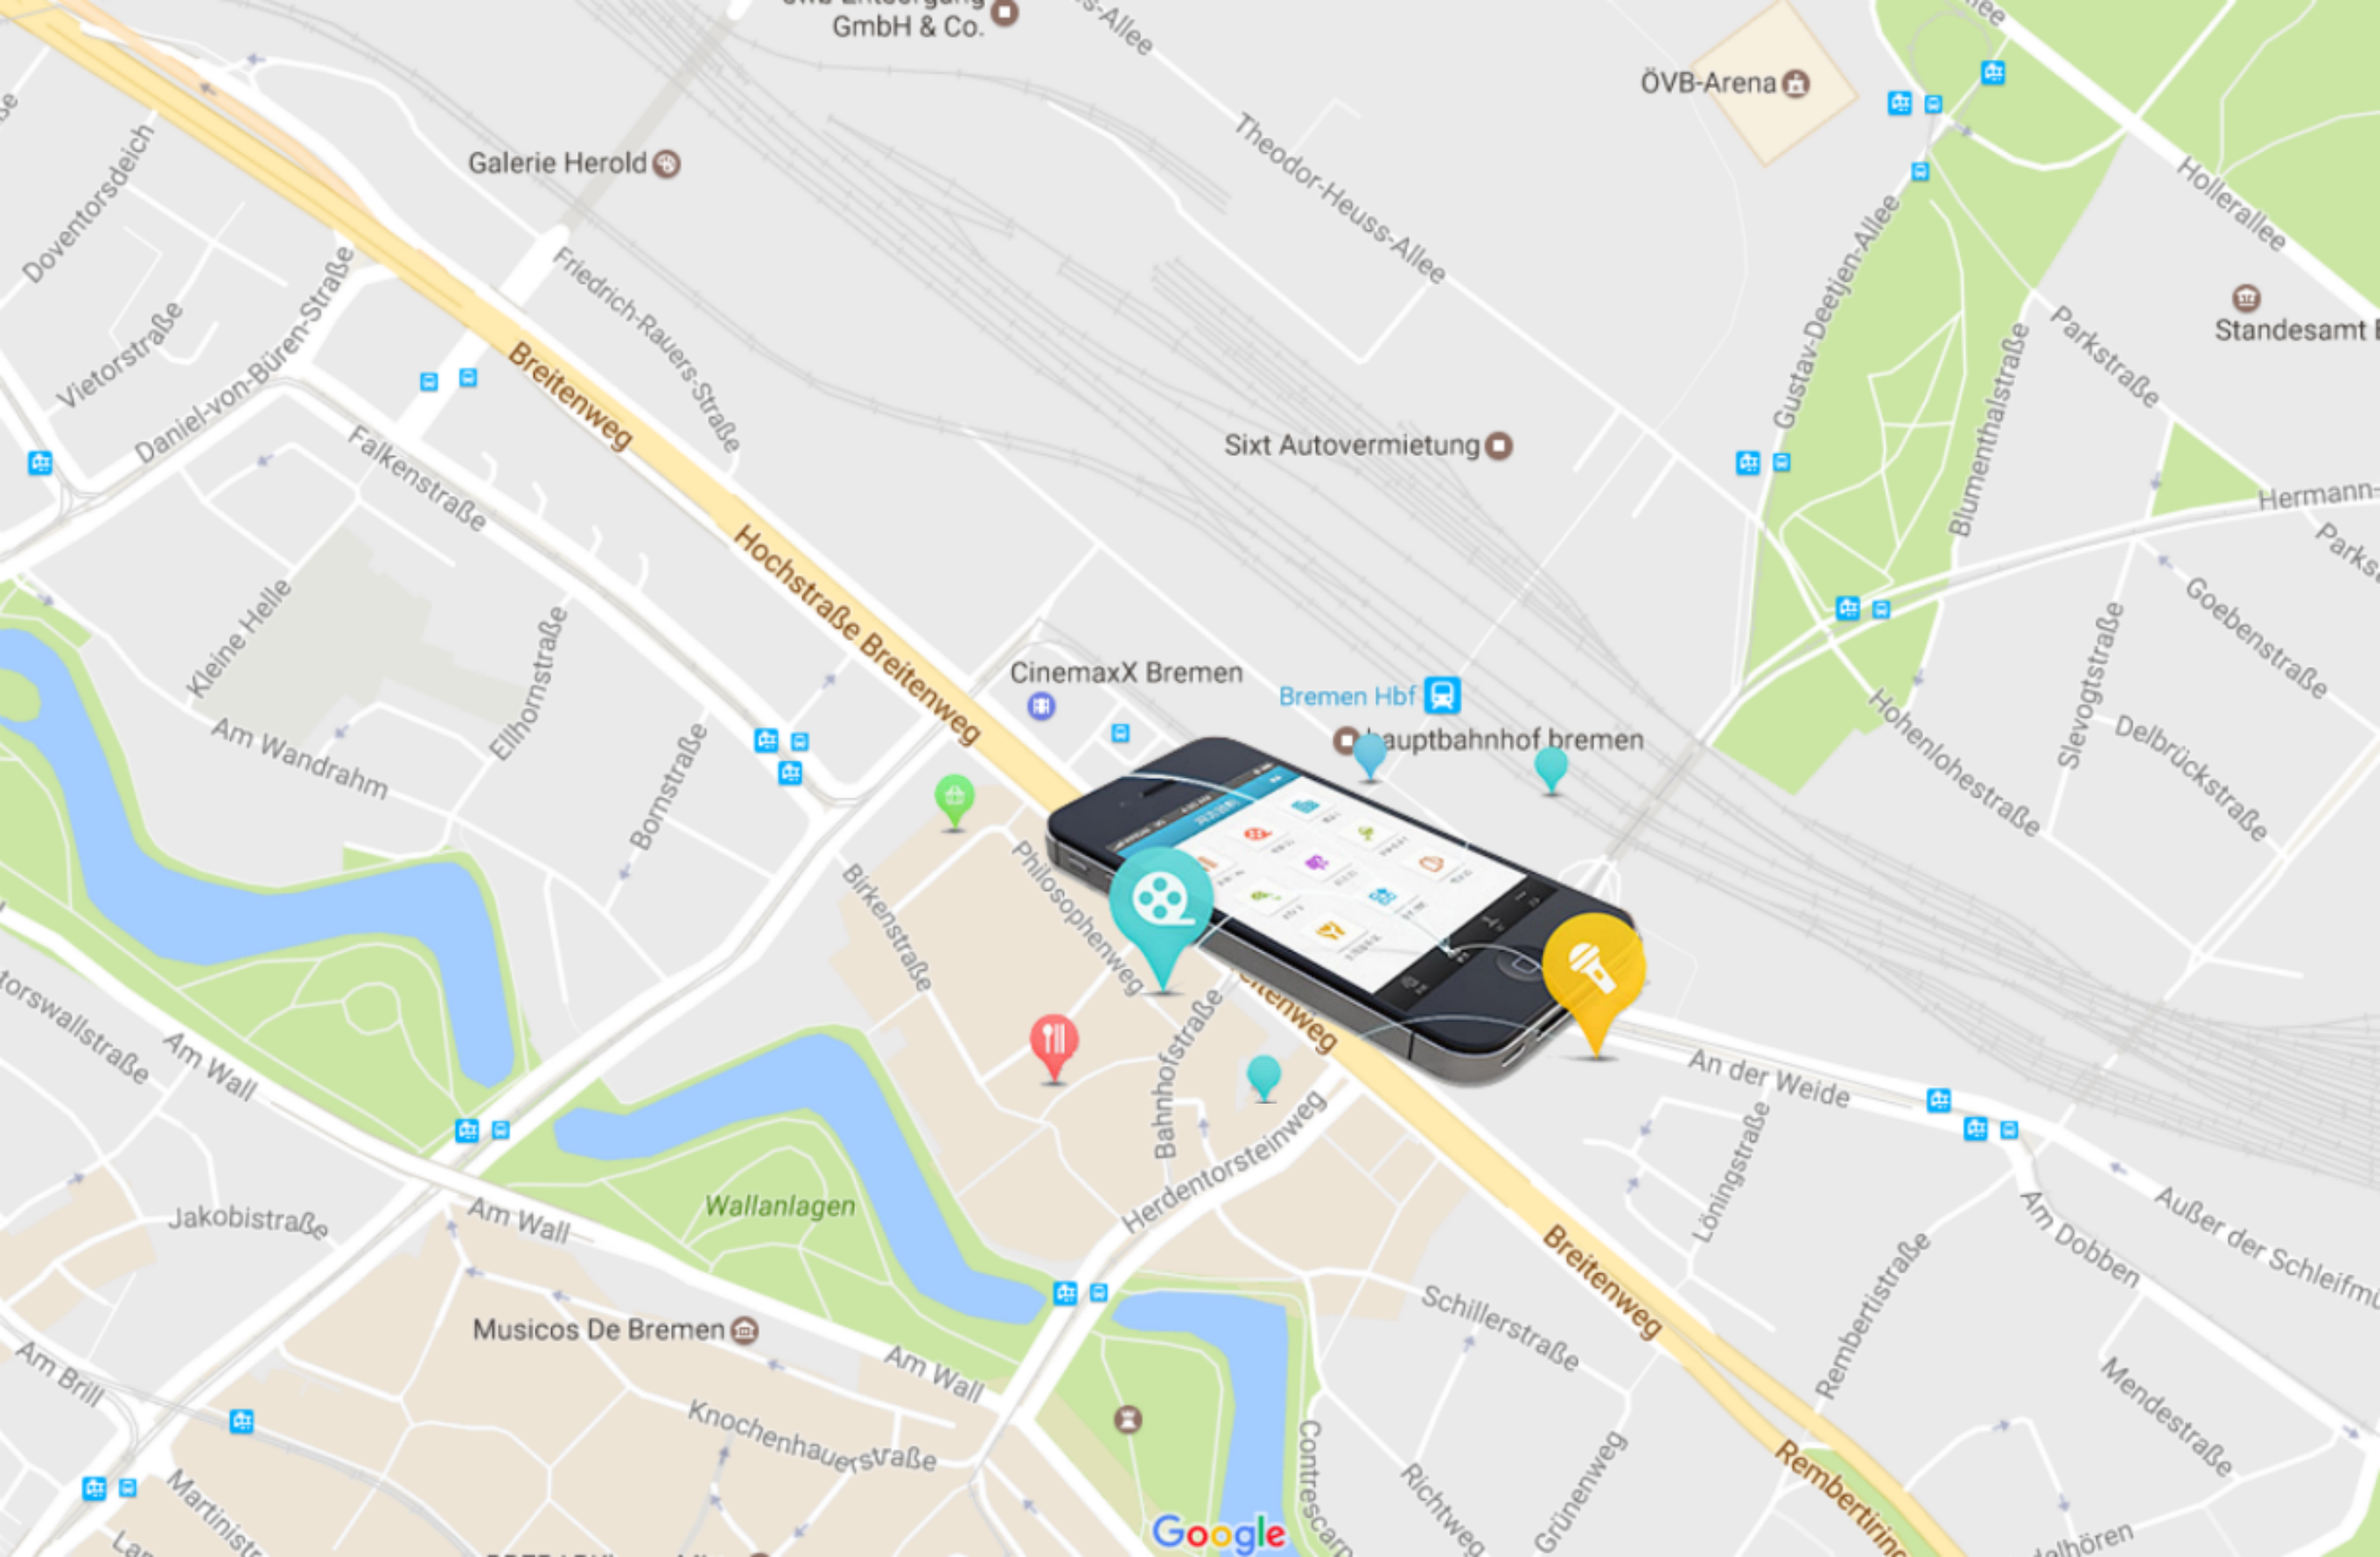 GmbH & Co.
ÖVB-Arena
Theodor-Heuss-Allee
Galerie Herold
Hollerallee
Doventorsdeich
Gustav-Deetjen-Allee
Friedrich-Rauers-Straße
Vietorstraße
Daniel-von-Büren-Straße
Parkstraße
Standesamt
Breitenweg
Blumenthalstraße
Falkenstraße
Sixt Autovermietung
Hermann-
Hochstraße Breitenweg
Kleine Helle
Ellhornstraße
Goebenstraße
Slevogtstraße
CinemaxX Bremen
Bremen Hbf
hauptbahnhof bremen
Am Wandrahm
Bornstraße
Hohenlohestraße
Delbrückstraße
Birkenstraße
Philosophenweg
Am Wall
Bahnhofstraße
An der Weide
Herdentorsteinweg
Löningstraße
Jakobistraße
Am Wall
Wallanlagen
Am Dobben
Außer der Schleifmü
Breitenweg
Rembertistraße
Schillerstraße
Musicos De Bremen
Am Wall
Am Brill
Knochenhauerstraße
Mendestraße
Contrescarp
Richtweg
Grünenweg
Rembertiring
Martinistr
Google